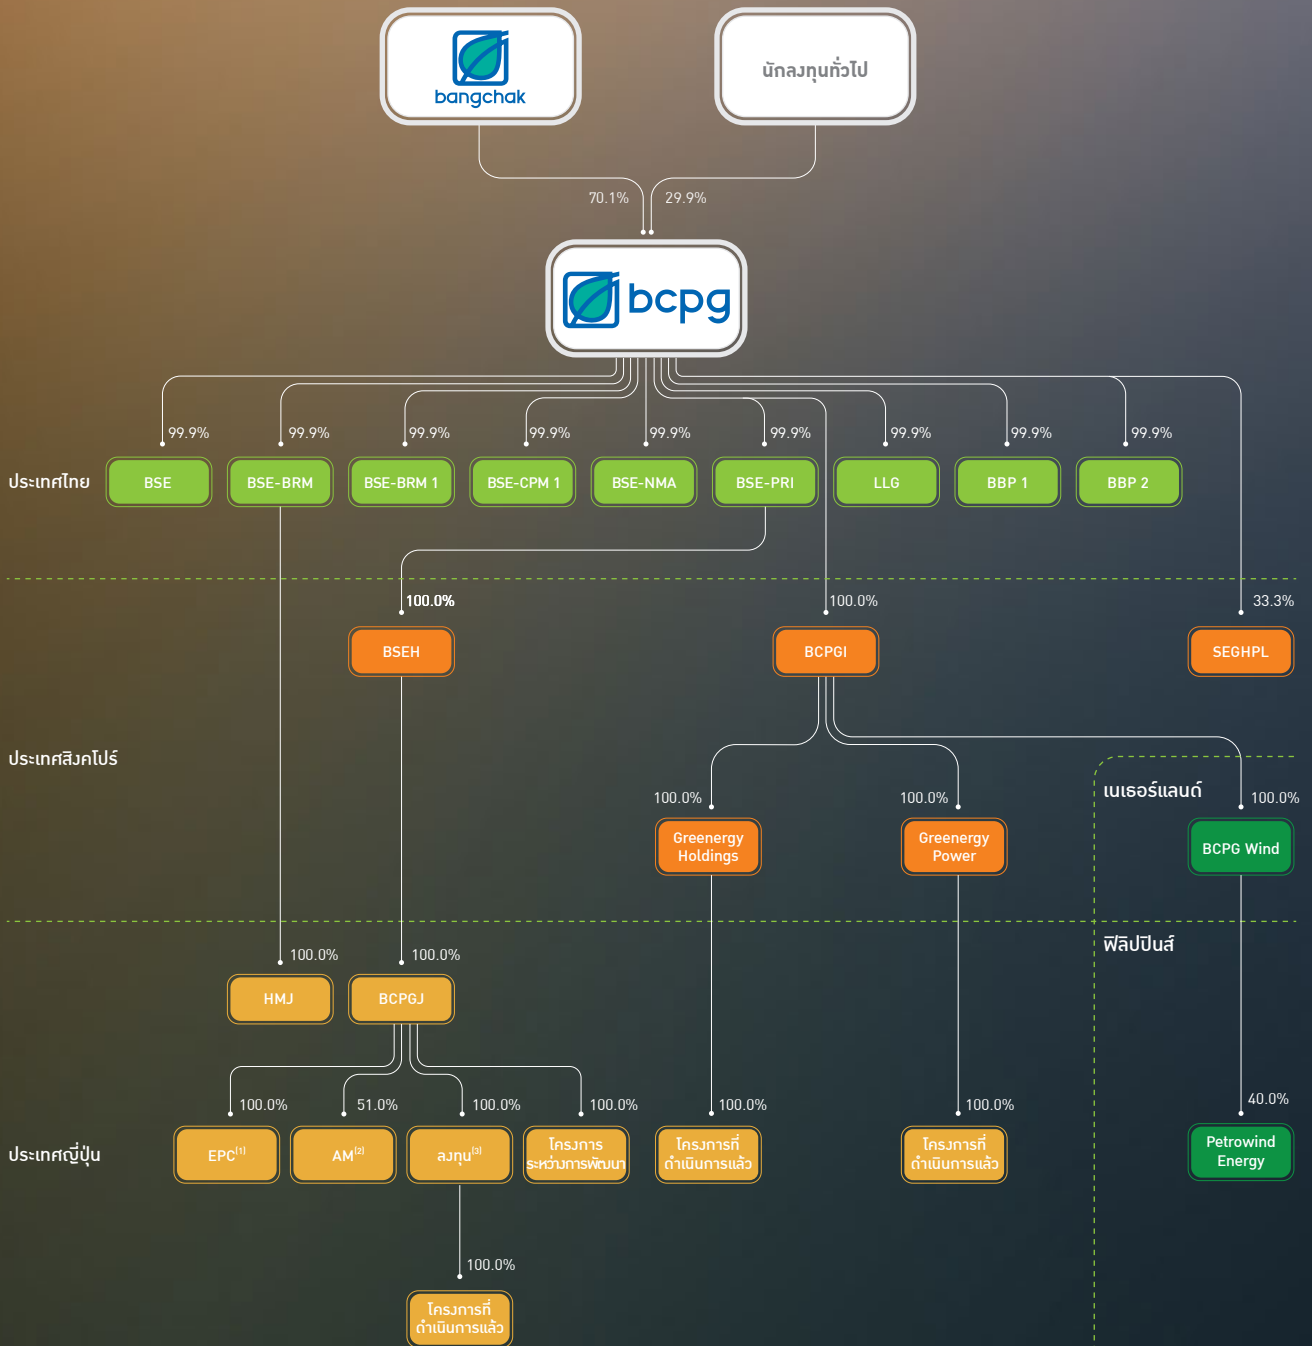 bangchak
นักลงทุนทั่วไป
70.1%
29.9%
bcpg
99.9%
99.9%
99.9%
99.9%
99.9%
99.9%
99.9%
99.9%
99.9%
ประเทศไทย
BSE
BSE-BRM
BSE-BRM 1
BSE-CPM 1
BSE-NMA
BSE-PRI
LLG
BBP 1
BBP 2
100.0%
100.0%
33.3%
BSEH
BCPGI
SEGHPL
ประเทศสิงคโปร์
เนเธอร์แลนด์
100.0%
100.0%
100.0%
Greenergy
Holdings
Greenergy
Power
BCPG Wind
ฟิลิปปินส์
100.0%
100.0%
HMJ
BCPGJ
100.0%
51.0%
100.0%
100.0%
100.0%
100.0%
40.0%
ประเทศญี่ปุ่น
EPC(1)
AM(2)
ลงทุน(3)
โครงการ
ระหว่างการพัฒนา
โครงการที่
ดำเนินการแล้ว
โครงการที่
ดำเนินการแล้ว
Petrowind
Energy
100.0%
โครงการที่
ดำเนินการแล้ว